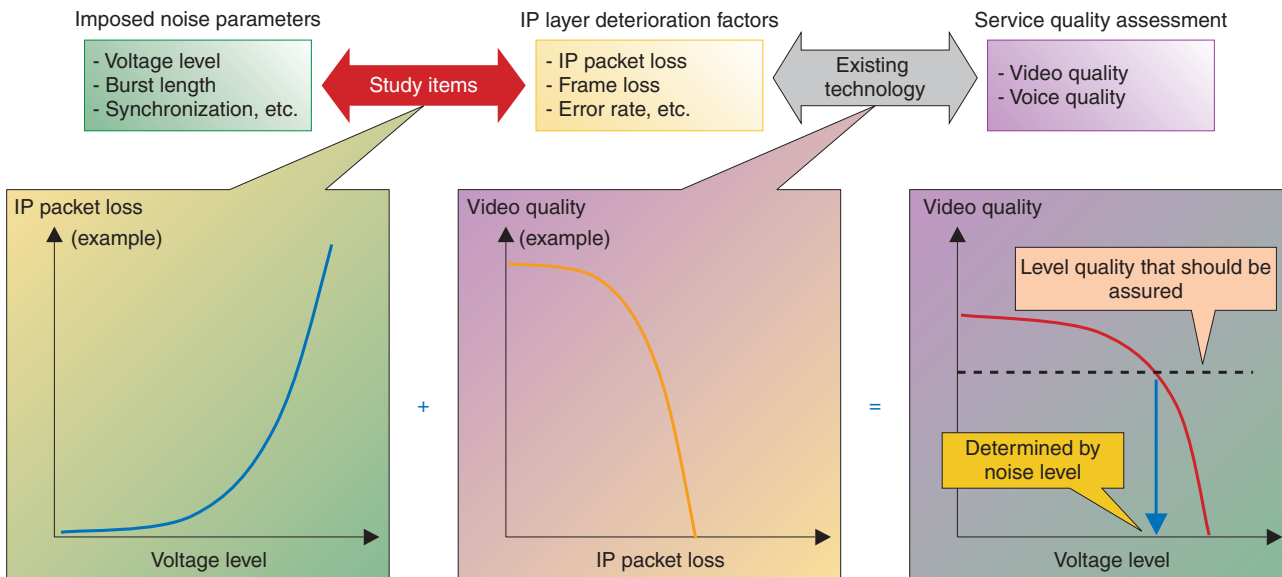 Imposed noise parameters
- Voltage level
- Burst length
- Synchronization, etc.
Study items
IP layer deterioration factors
- IP packet loss
- Frame loss
- Error rate, etc.
Existing
technology
Service quality assessment
- Video quality
- Voice quality
IP packet loss
(example)
Voltage level
+
Video quality
(example)
IP packet loss
=
Video quality
Level quality that should be
assured
Determined by
noise level
Voltage level